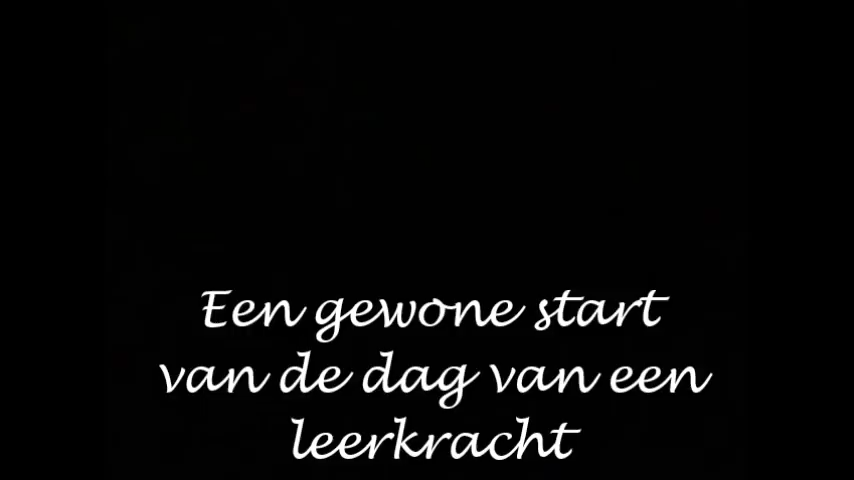 Een gewone start
van de dag van een
leerkracht